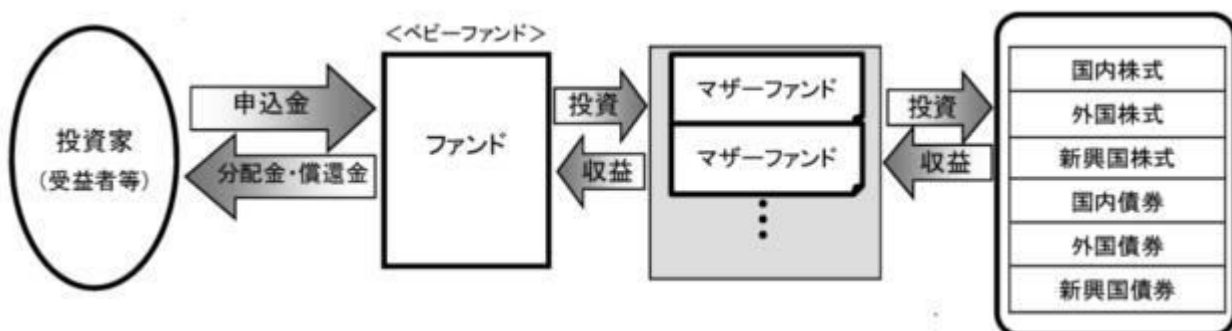 投資家
(受益者等)
申込金
分配金・償還金
<ベビーファンド>
ファンド
投資
収益
マザーファンド
マザーファンド
投資
収益
国内株式
外国株式
新興国株式
国内債券
外国債券
新興国債券